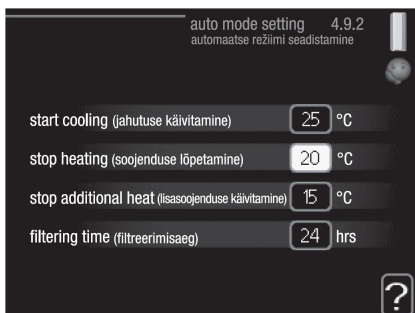 auto mode setting 4.9.2
automaatse režiimi seadistamine
start cooling (jahutuse käivitamine) 25 °C
stop heating (soojenduse lõpetamine) 20 °C
stop additional heat (lisasoojenduse käivitamine) 15 °C
filtering time (filtreerimisaeg) 24 hrs
?